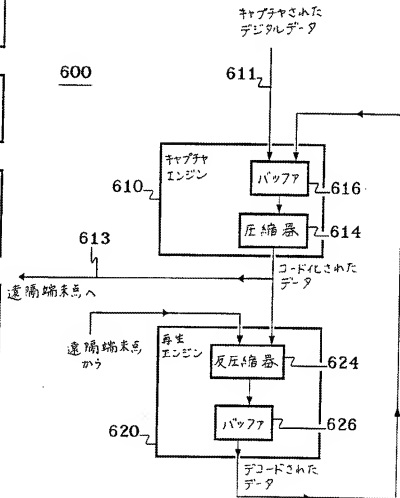 キャプチャされた
デジタルデータ
600
611
キャプチャ
エンジン
610
バッファ
616
圧縮器
614
613
コード化された
データ
遠隔端末点へ
遠隔端末点
から
再生
エンジン
反圧縮器
624
バッファ
626
620
デコードされた
データ